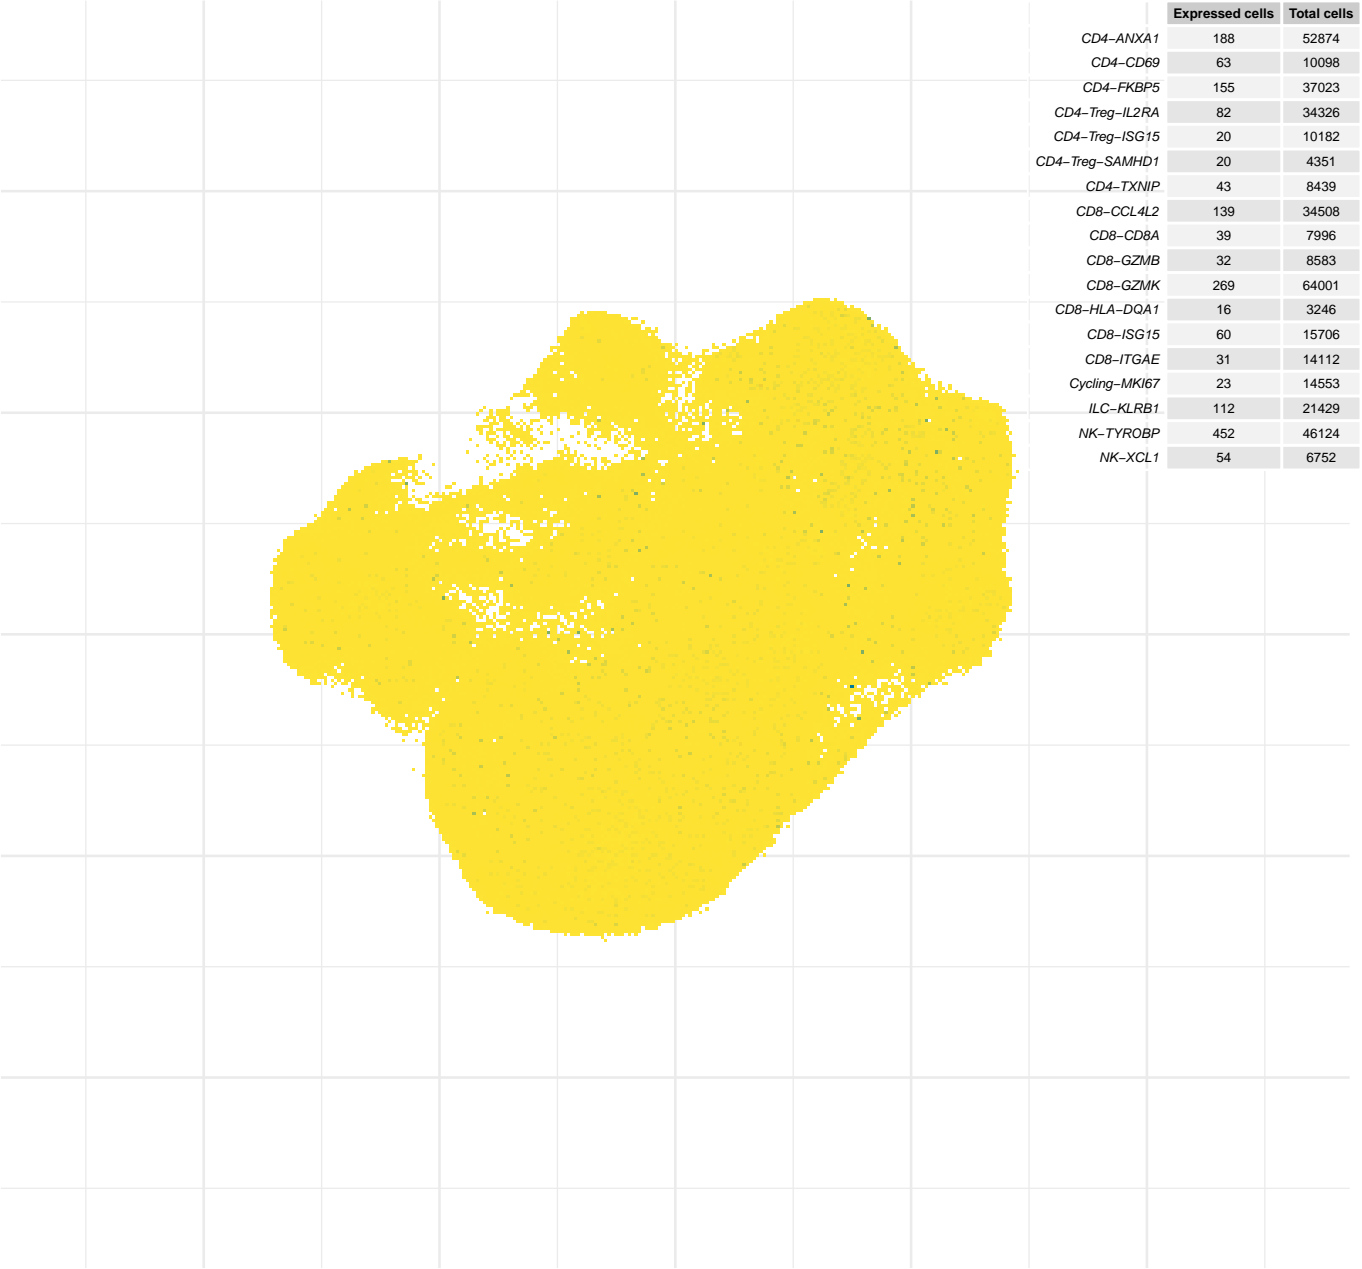 Expressed cells Total cells
CD4−ANXA1 188 52874
CD4−CD69 63 10098
CD4−FKBP5 155 37023
CD4−Treg−IL2RA 82 34326
CD4−Treg−ISG15 20 10182
CD4−Treg−SAMHD1 20 4351
CD4−TXNIP 43 8439
CD8−CCL4L2 139 34508
CD8−CD8A 39 7996
CD8−GZMB 32 8583
CD8−GZMK 269 64001
CD8−HLA−DQA1 16 3246
CD8−ISG15 60 15706
CD8−ITGAE 31 14112
Cycling−MKI67 23 14553
ILC−KLRB1 112 21429
NK−TYROBP 452 46124
NK−XCL1 54 6752